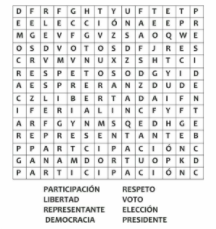 D F R F G H T Y U F T E T P
E E L E C C I Ó N A E E P R
M G E V F G V Z S A O Q W E
O S D V O T O S D F J R E S
C R V M V N U X Z S H T C I
R E S P E T O S O D G Y I D
A E S P R E R A N Z D U D E
C Z L I B E R T A D A I F N
I F E R I A L I N C F Y F T
A R F G Y N M S Q E D H G E
R E P R E S E N T A N T E B
P P A R T C I P A C I Ó N C
G A N A M D O R T U O P K D
P A R T I C I P A C I Ó N C
PARTICIPACIÓN RESPETO
LIBERTAD VOTO
REPRESENTANTE ELECCIÓN
DEMOCRACIA PRESIDENTE